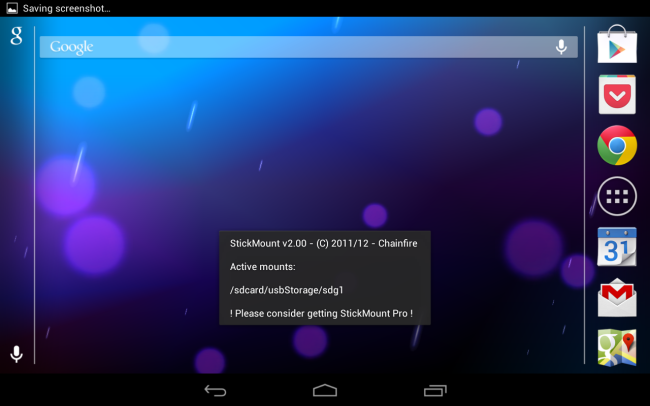 Saving screenshot...
g
Google
StickMount v2.00 - (C) 2011/12 - Chainfire
Active mounts:
/sdcard/usbStorage/sdg1
! Please consider getting StickMount Pro !
31
g